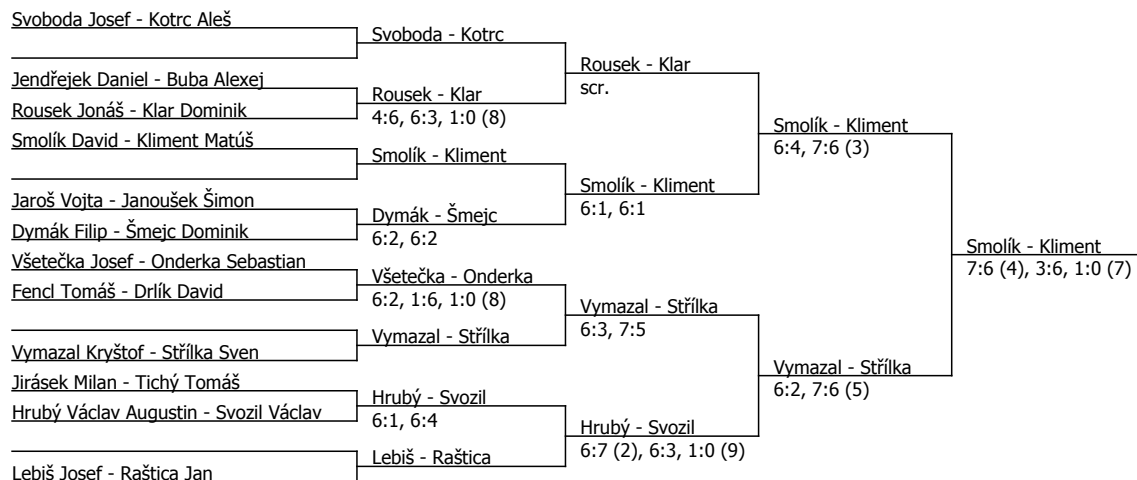 Svoboda Josef - Kotrc Aleš
Jendřejek Daniel - Buba Alexej
Rousek Jonáš - Klar Dominik
Smolík David - Kliment Matúš
Jaroš Vojta - Janoušek Šimon
Dymák Filip - Šmejc Dominik
Všetečka Josef - Onderka Sebastian
Fencl Tomáš - Drlík David
Vymazal Kryštof - Střílka Sven
Jirásek Milan - Tichý Tomáš
Hrubý Václav Augustin - Svozil Václav
Lebiš Josef - Raštica Jan
Svoboda - Kotrc
Rousek - Klar
4:6, 6:3, 1:0 (8)
Smolík - Kliment
Dymák - Šmejc
6:2, 6:2
Všetečka - Onderka
6:2, 1:6, 1:0 (8)
Vymazal - Střílka
Hrubý - Svozil
6:1, 6:4
Lebiš - Raštica
Rousek - Klar
scr.
Smolík - Kliment
6:1, 6:1
Vymazal - Střílka
6:3, 7:5
Hrubý - Svozil
6:7 (2), 6:3, 1:0 (9)
Smolík - Kliment
6:4, 7:6 (3)
Vymazal - Střílka
6:2, 7:6 (5)
Smolík - Kliment
7:6 (4), 3:6, 1:0 (7)